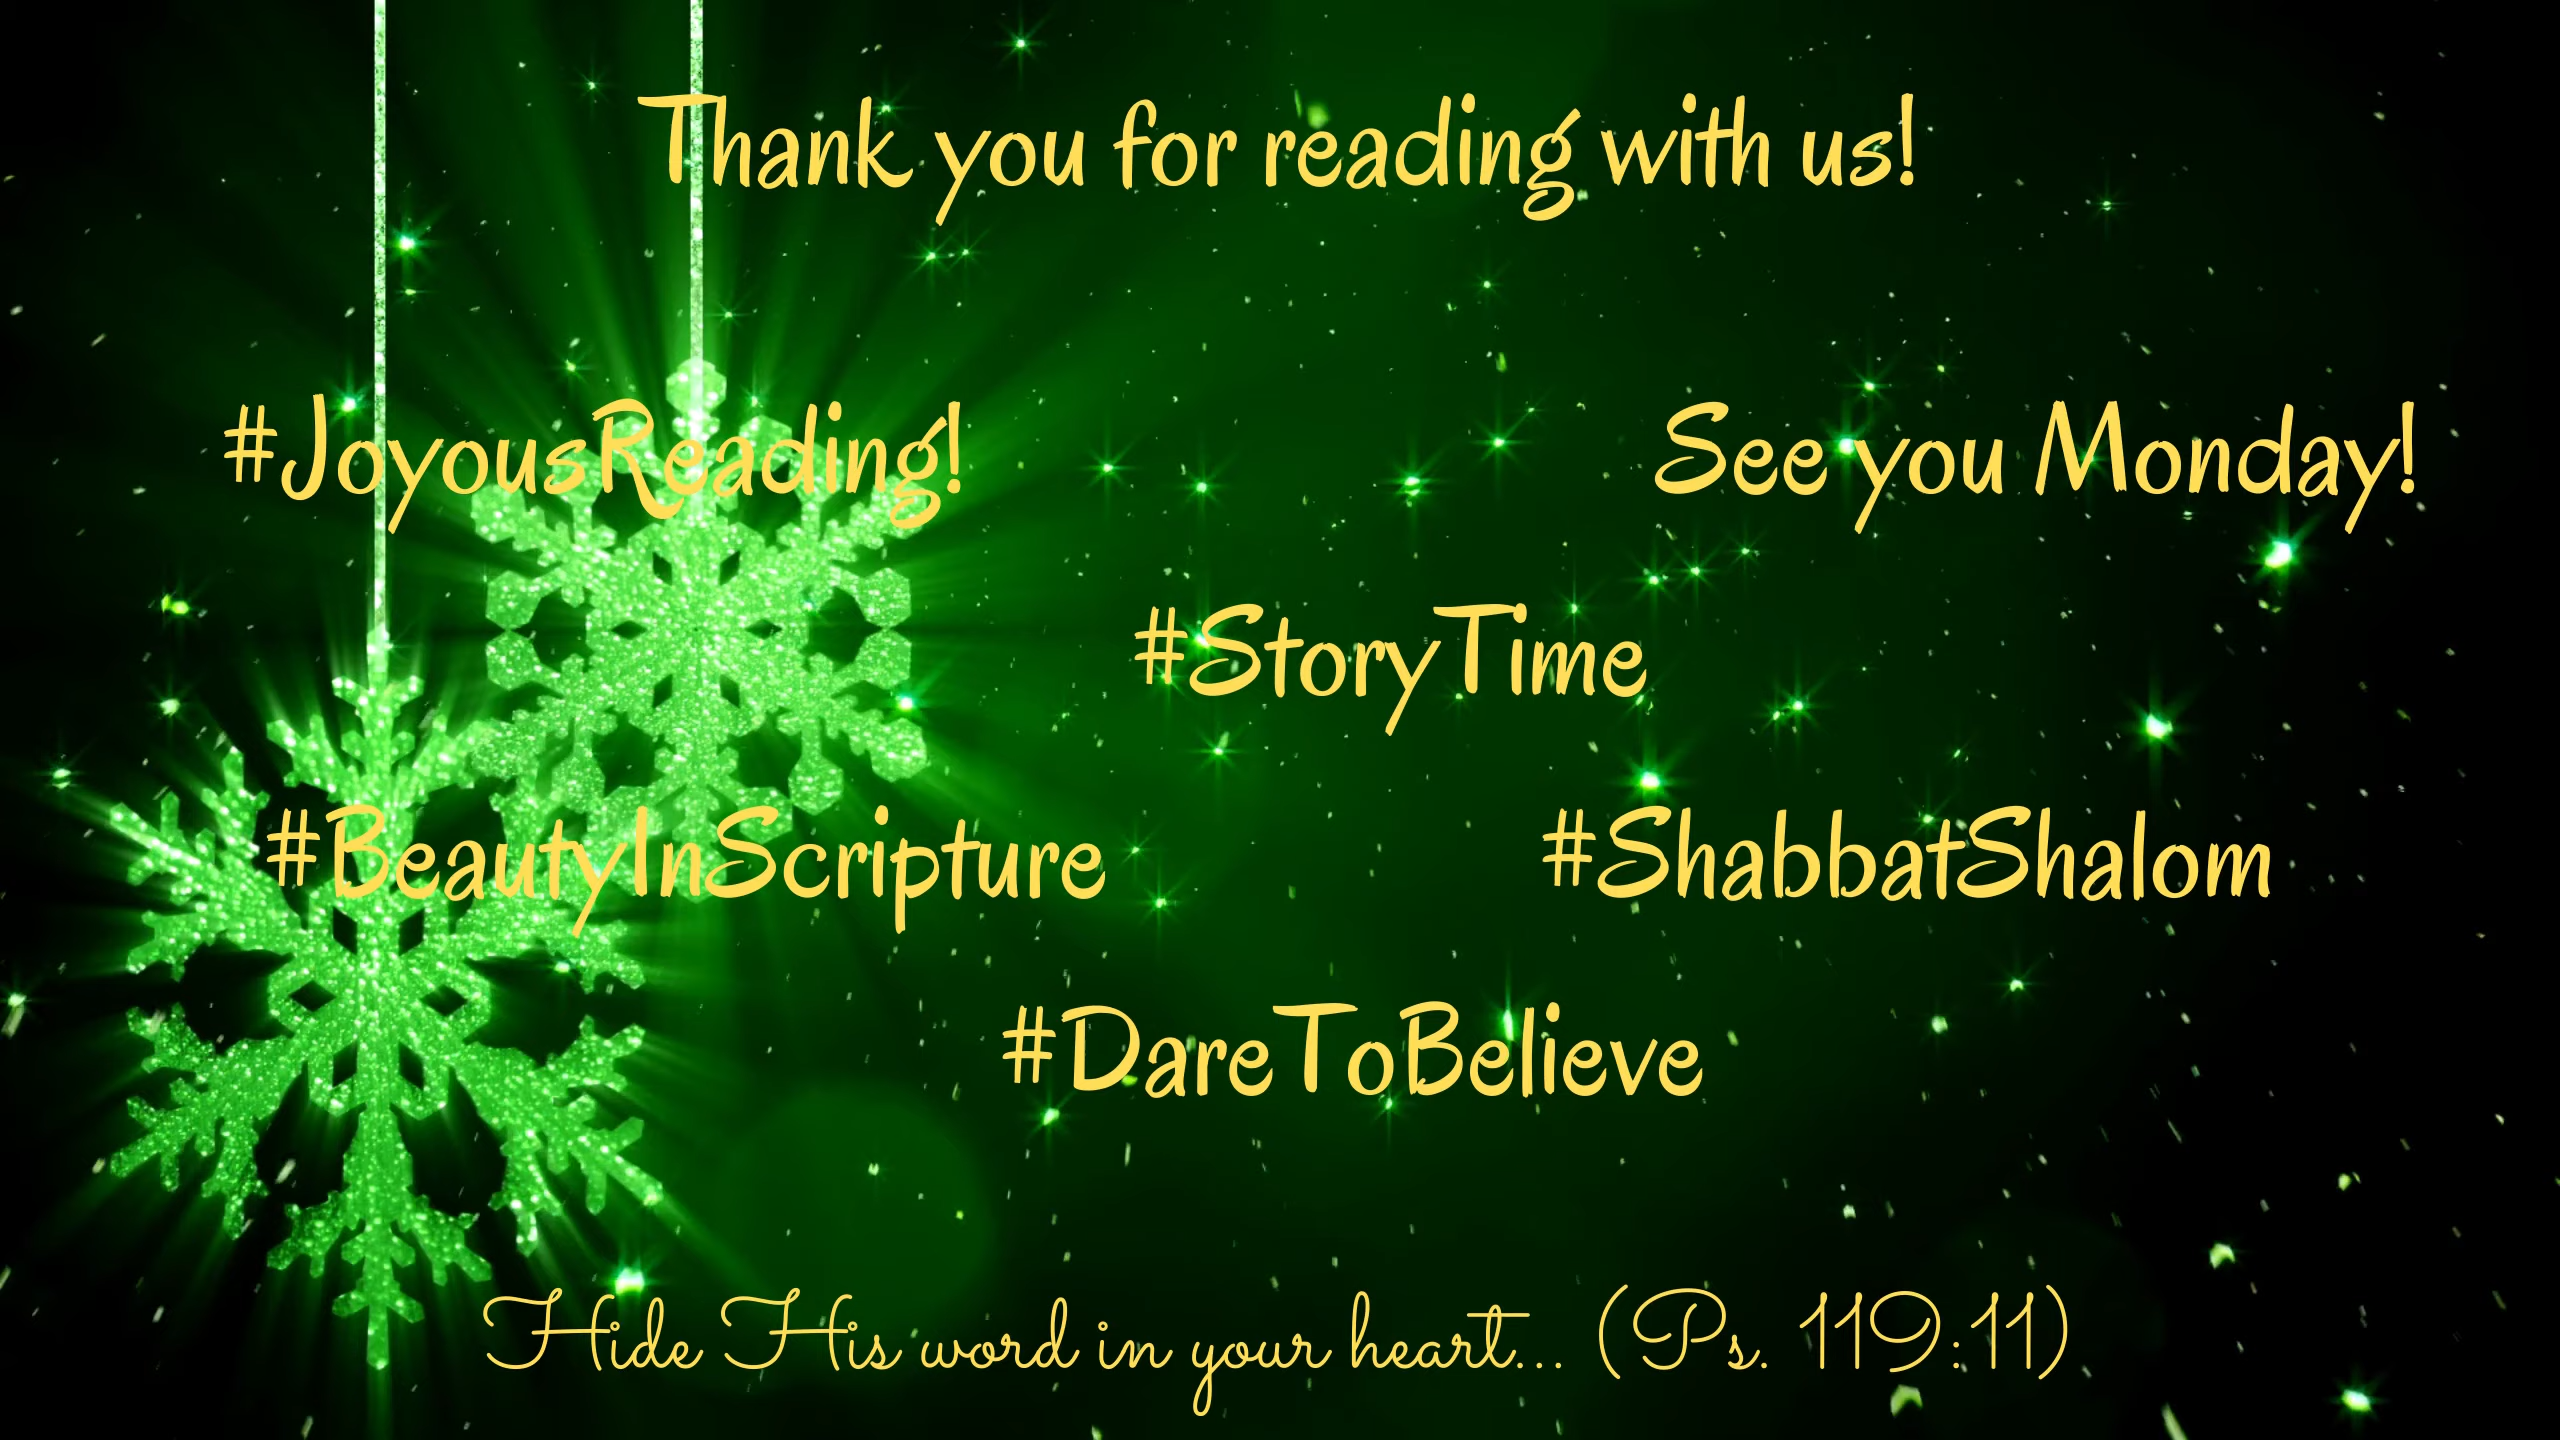 Thank you for reading with us!
#JoyousReading!
See you Monday!
#StoryTime
#BeautyInScripture
#ShabbatShalom
#DareToBelieve
Hide His word in your heart... (Ps. 119:11)